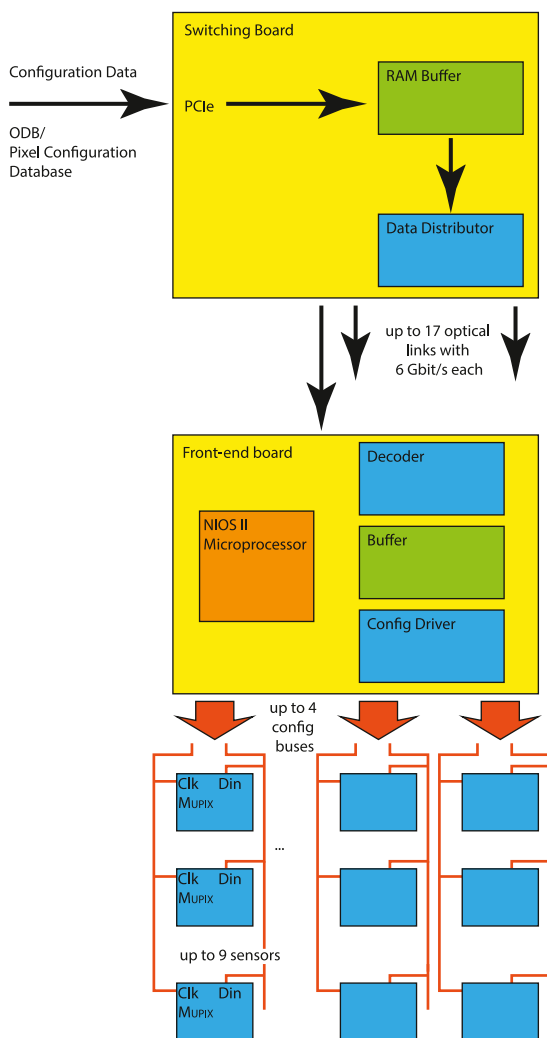 Switching Board
Configuration Data
RAM Buffer
PCIe
ODB/
Pixel Configuration
Database
Data Distributor
up to 17 optical
links with
6 Gbit/s each
Front-end board
Decoder
NIOS II
Microprocessor
Buffer
Config Driver
up to 4
config
buses
Clk Din
MUPIX
...
Clk Din
MUPIX
up to 9 sensors
Clk Din
MUPIX